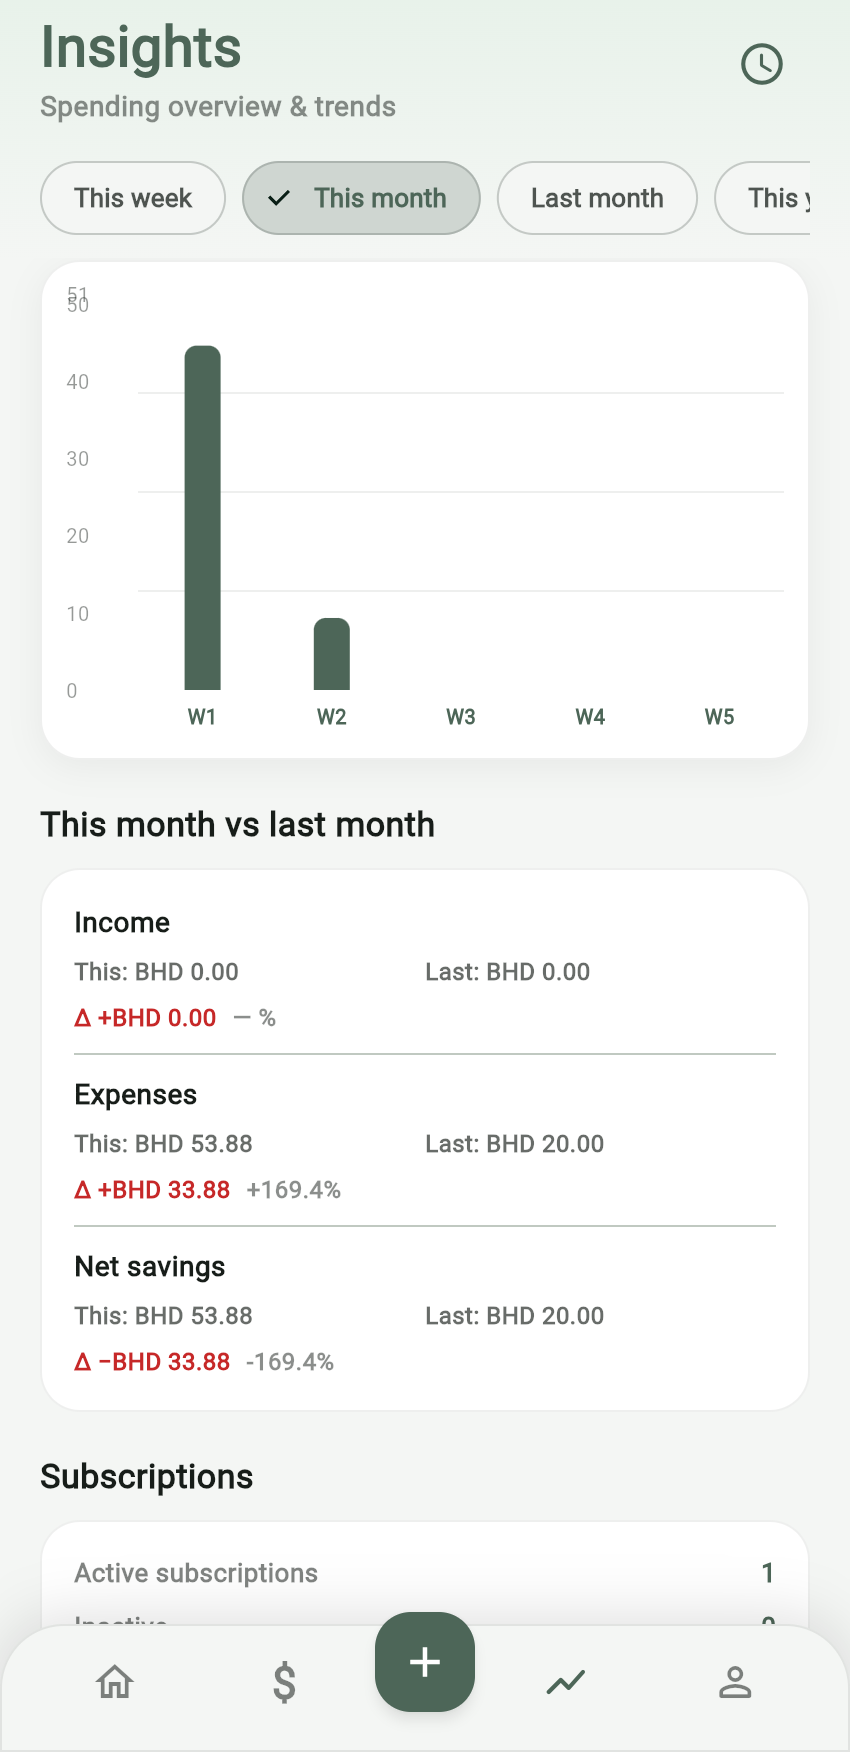 Insights
Spending overview & trends
This week
This month
Last month
This y
51
50
40
30
20
10
0
W1 W2 W3 W4 W5
This month vs last month
Income
This: BHD 0.00 Last: BHD 0.00
Δ +BHD 0.00 — %
Expenses
This: BHD 53.88 Last: BHD 20.00
Δ +BHD 33.88 +169.4%
Net savings
This: BHD 53.88 Last: BHD 20.00
Δ −BHD 33.88 -169.4%
Subscriptions
Active subscriptions 1
Inactive